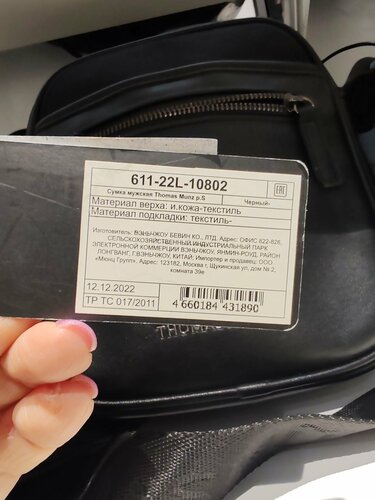 611-22L-10802
EAC
Сумка мужская Thomas Munz р.S
Черный-
Материал верха: и.кожа-текстиль
Материал подкладки: текстиль-
Изготовитель: ВЭНЬЧЖОУ БЕВИН КО., ЛТД. Адрес: ОФИС 822-826,
СЕЛЬСКОХОЗЯЙСТВЕННЫЙ ИНДУСТРИАЛЬНЫЙ ПАРК
ЭЛЕКТРОННОЙ КОММЕРЦИИ ВЭНЬЧЖОУ, ЯНМИН-РОУД, РАЙОН
ЛОНГВАНГ, Г.ВЭНЬЧЖОУ, КИТАЙ. Импортер и продавец: ООО
«Мюнц Групп». Адрес: 123182, Москва г, Щукинская ул, дом № 2,
комната 39е
12.12.2022
ТР ТС 017/2011
4 660184 431890
THOMAS